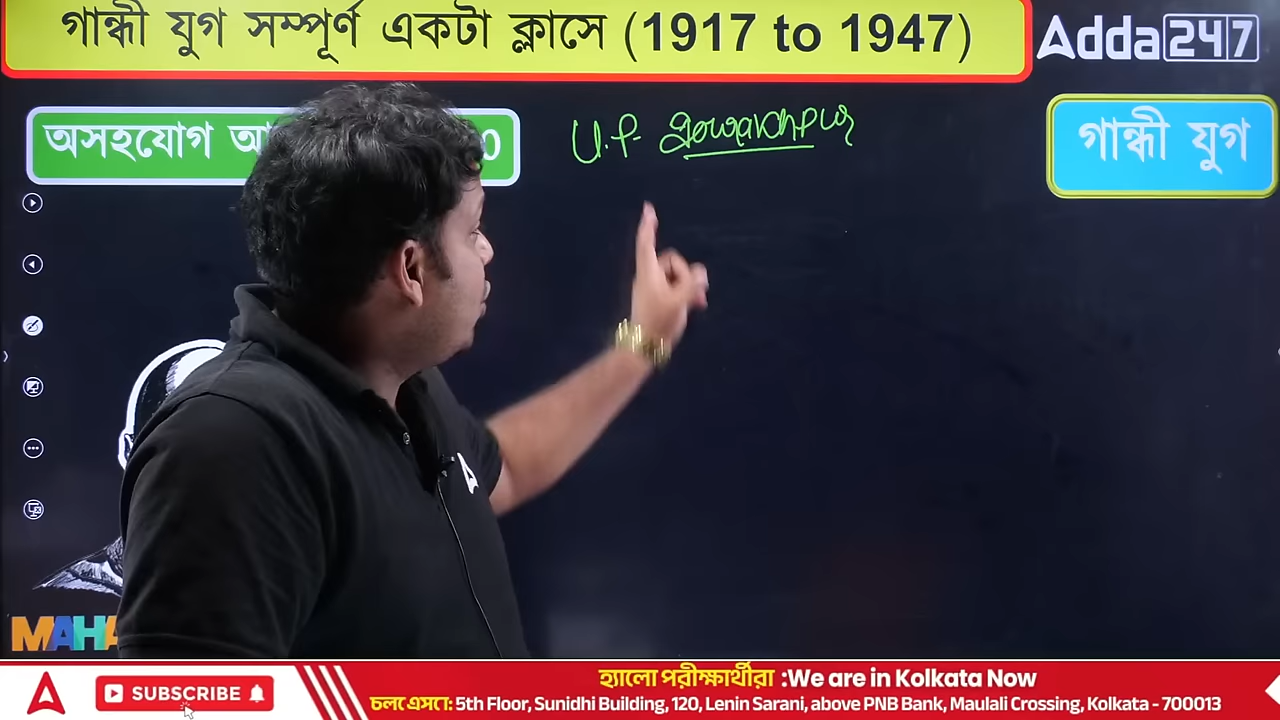 গান্ধী যুগ সম্পূর্ণ একটা ক্লাসে (1917 to 1947)
Adda247
অসহযোগ আ 0
U.P. Gorakhpur
গান্ধী যুগ
MAHA
SUBSCRIBE
হ্যালো পরীক্ষার্থীরা :We are in Kolkata Now
চলে এসো: 5th Floor, Sunidhi Building, 120, Lenin Sarani, above PNB Bank, Maulali Crossing, Kolkata - 700013